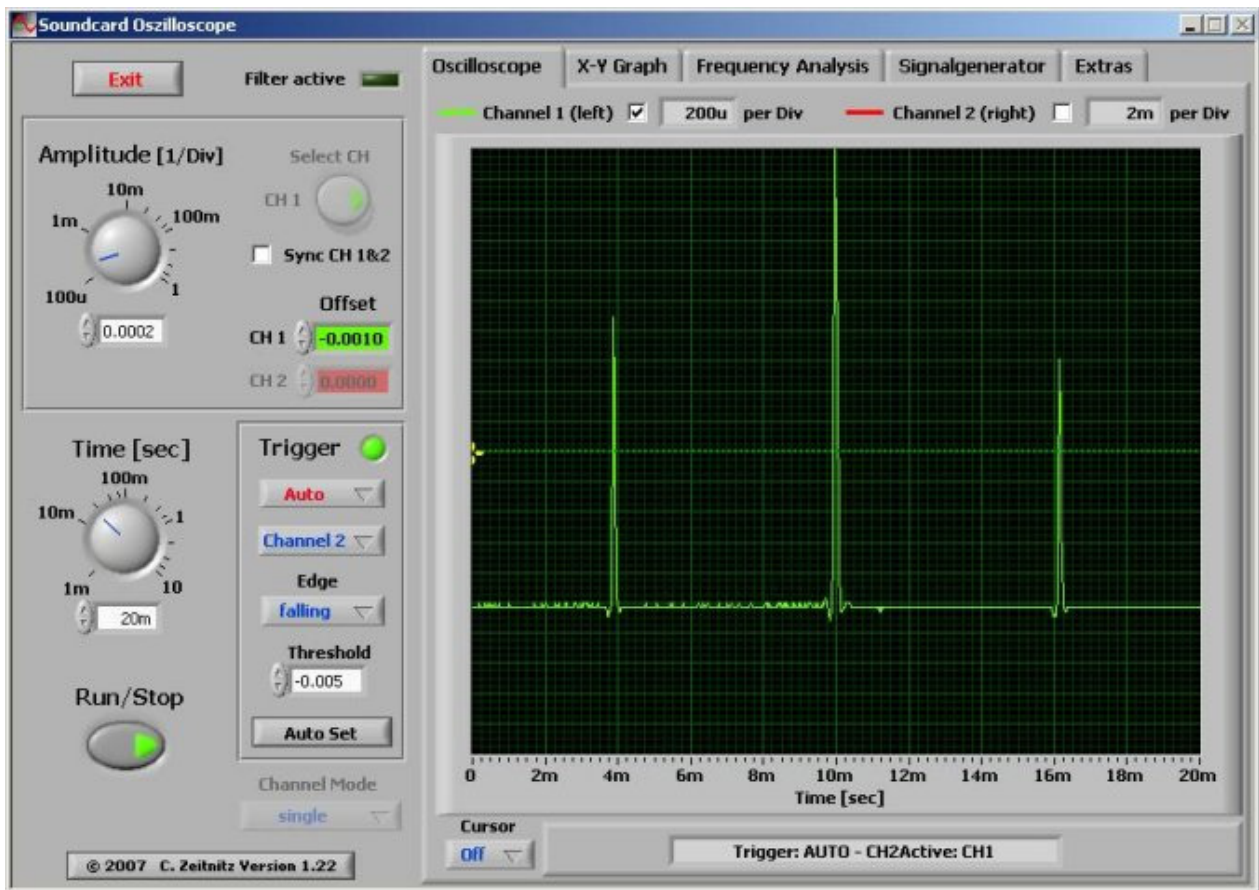 Soundcard Oszilloscope
Exit
Filter active
Amplitude [1/Div]
10m
1m
100m
100u
1
0.0002
Select CH
CH 1
Sync CH 1&2
Offset
CH 1 -0.0010
CH 2 0.0000
Time [sec]
100m
10m
1
1m
10
20m
Run/Stop
Trigger
Auto
Channel 2
Edge
falling
Threshold
-0.005
Auto Set
Channel Mode
single
© 2007 C. Zeitnitz Version 1.22
Oscilloscope X-Y Graph Frequency Analysis Signalgenerator Extras
Channel 1 (left) 200u per Div Channel 2 (right) 2m per Div
0 2m 4m 6m 8m 10m 12m 14m 16m 18m 20m
Time [sec]
Cursor
Off
Trigger: AUTO - CH2Active: CH1